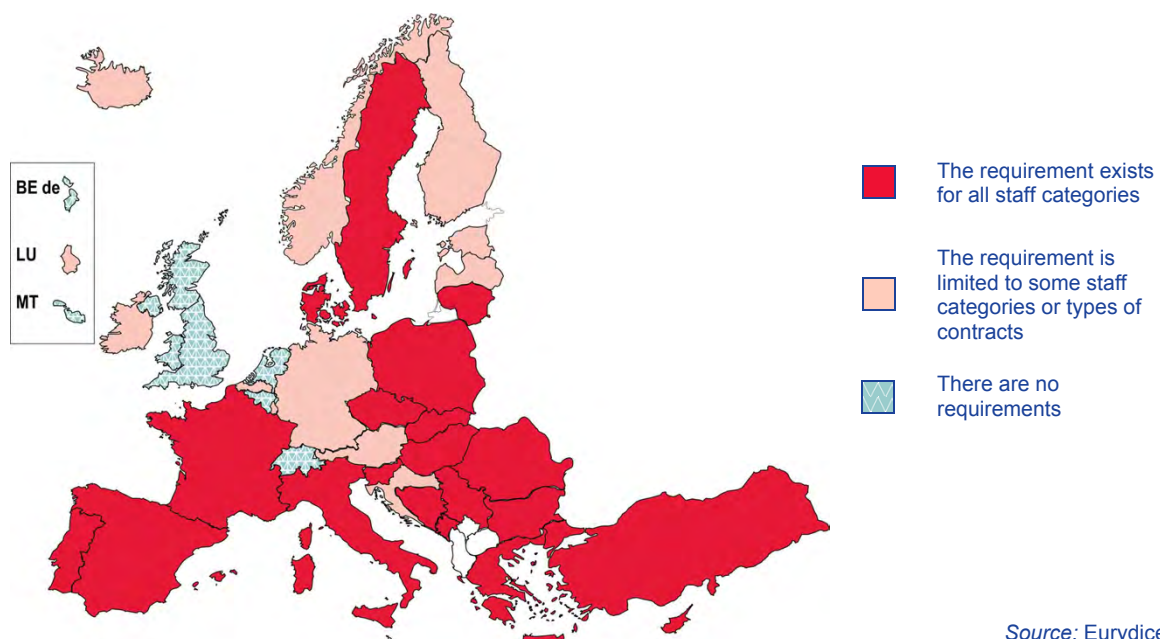 BE de
LU
MT
The requirement exists
for all staff categories
The requirement is
limited to some staff
categories or types of
contracts
There are no
requirements
Source: Eurydice